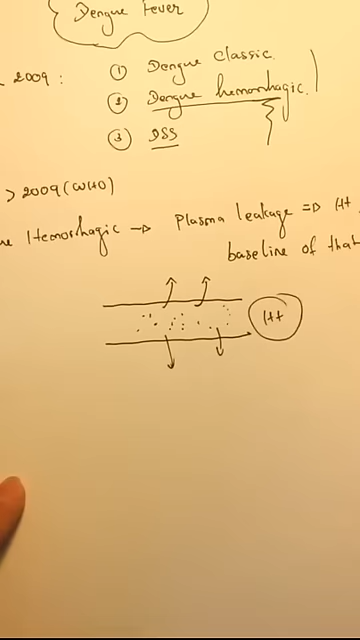 Dengue Fever
2009 :
① Dengue classic.
② Dengue hemorrhagic.
③ DSS
> 2009 (WHO)
Hemorrhagic → Plasma leakage ⇒ Ht
baseline of that
Ht